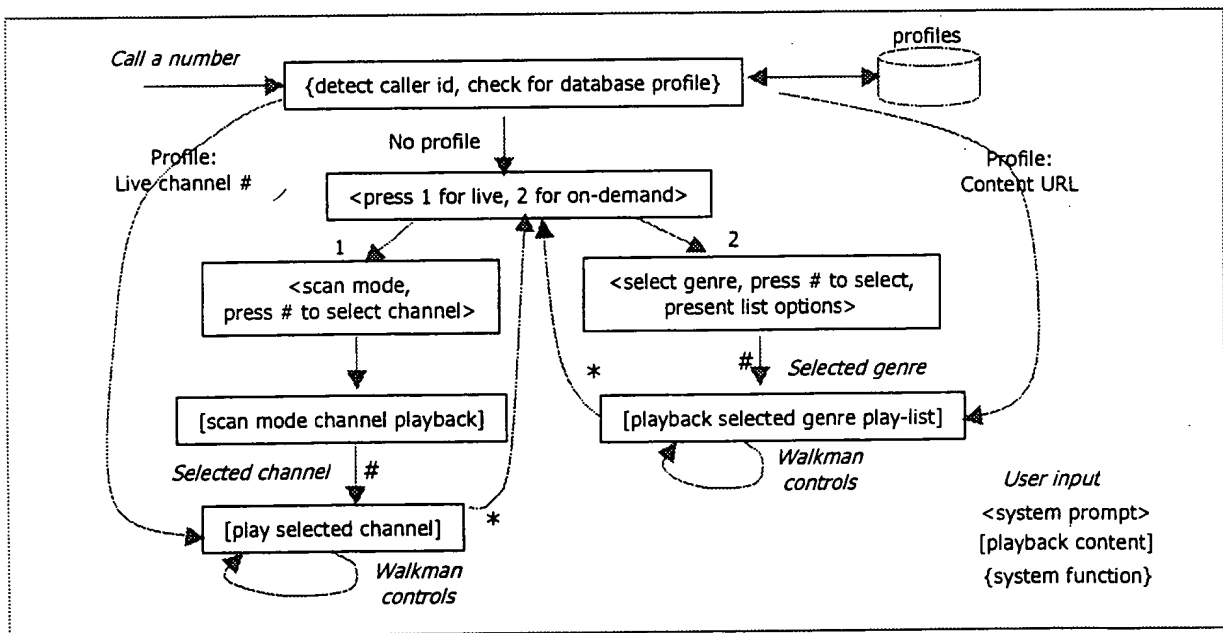 profiles
Call a number
{detect caller id, check for database profile}
No profile
Profile:
Live channel #
Profile:
Content URL
<press 1 for live, 2 for on-demand>
1
2
<scan mode,
press # to select channel>
<select genre, press # to select,
present list options>
# Selected genre
*
[scan mode channel playback]
[playback selected genre play-list]
Selected channel #
Walkman
controls
[play selected channel]
*
Walkman
controls
User input
<system prompt>
[playback content]
{system function}